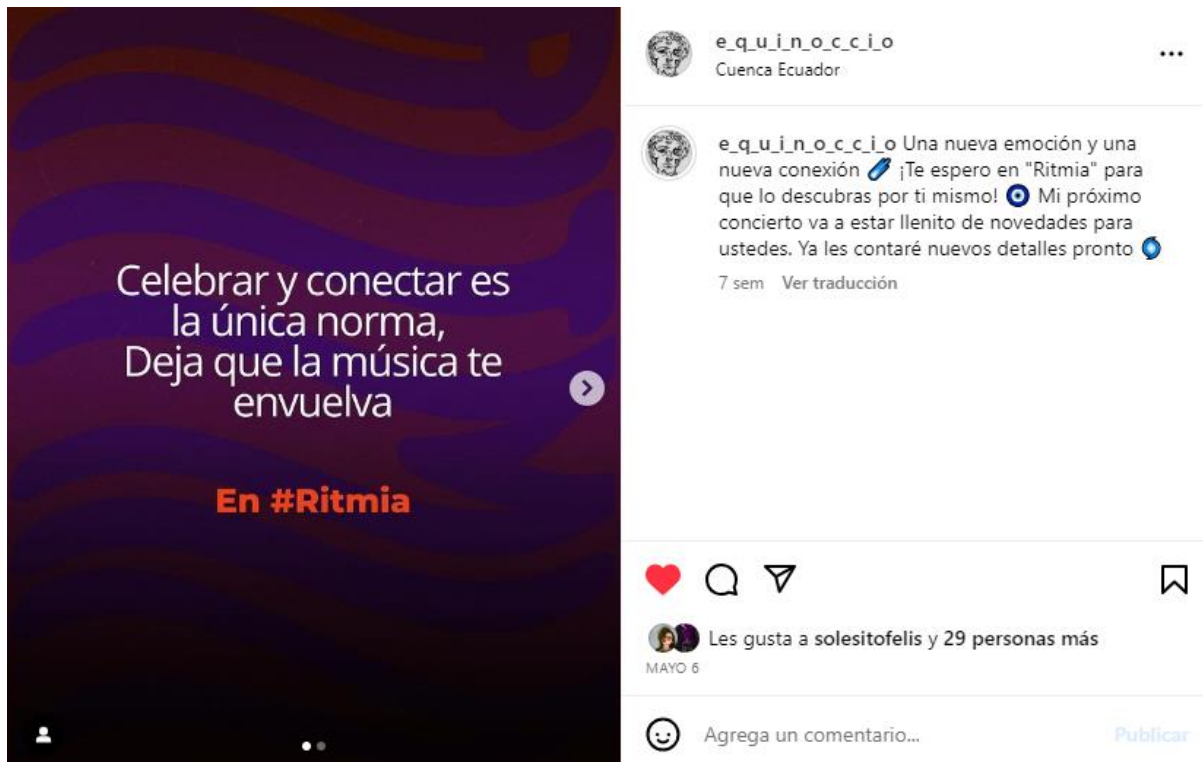 Celebrar y conectar es
la única norma,
Deja que la música te
envuelva
En #Ritmia
e_q_u_i_n_o_c_c_i_o
Cuenca Ecuador
e_q_u_i_n_o_c_c_i_o Una nueva emoción y una
nueva conexión ¡Te espero en "Ritmia" para
que lo descubras por ti mismo! Mi próximo
concierto va a estar llenito de novedades para
ustedes. Ya les contaré nuevos detalles pronto
7 sem Ver traducción
Les gusta a solesitofelis y 29 personas más
MAYO 6
Agrega un comentario... Publicar